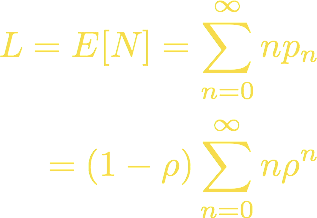 L = E[N] = \sum_{n=0}^{\infty} n p_n
= (1 - \rho) \sum_{n=0}^{\infty} n \rho^n